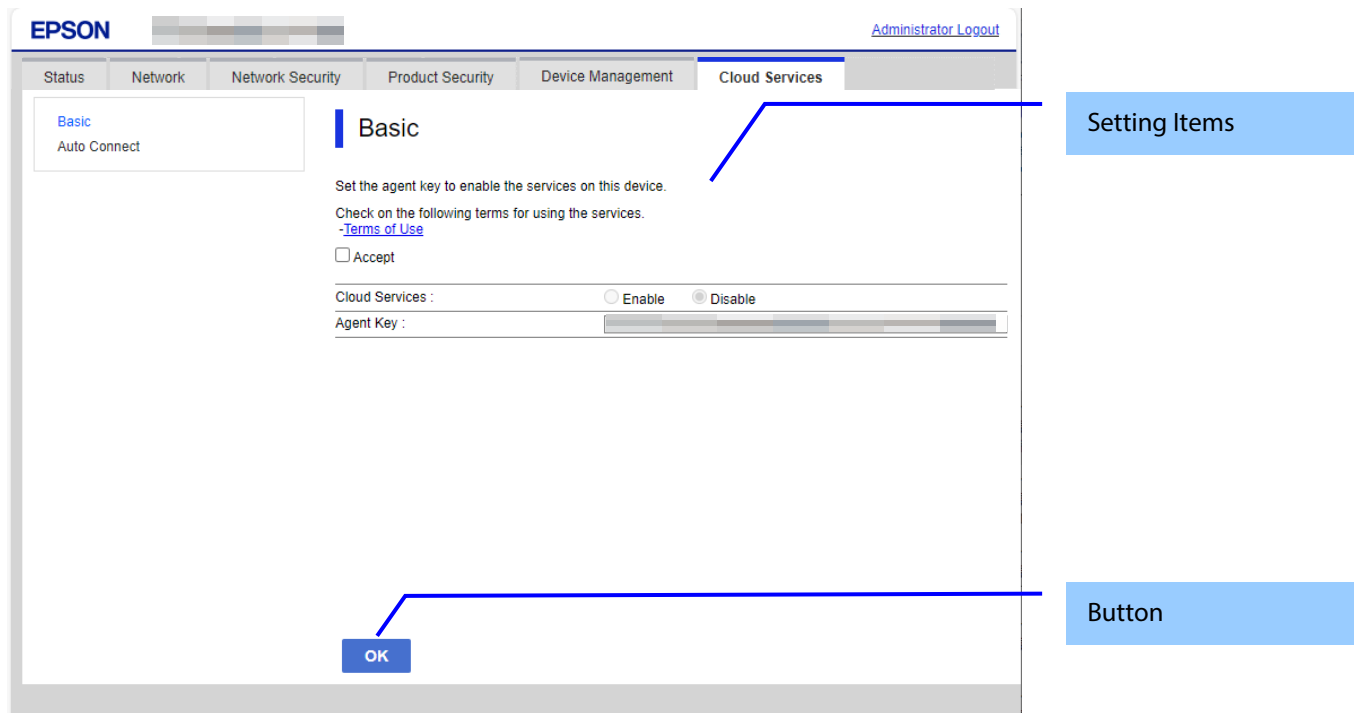 EPSON
Administrator Logout
Status Network Network Security Product Security Device Management Cloud Services
Basic
Auto Connect
Basic
Set the agent key to enable the services on this device.
Check on the following terms for using the services.
-Terms of Use
Accept
Cloud Services : Enable Disable
Agent Key :
OK
Setting Items
Button